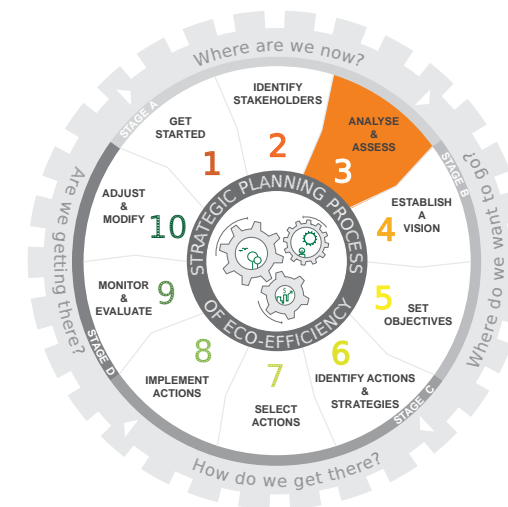 Where are we now?
STAGE A
GET
STARTED
1
IDENTIFY
STAKEHOLDERS
2
ANALYSE
&
ASSESS
3
STAGE B
Where do we want to go?
ESTABLISH
A
VISION
4
5
SET
OBJECTIVES
6
IDENTIFY ACTIONS
&
STRATEGIES
STAGE C
How do we get there?
7
SELECT
ACTIONS
8
IMPLEMENT
ACTIONS
STAGE D
Are we getting there?
MONITOR
&
EVALUATE
9
ADJUST
&
MODIFY
10
STRATEGIC PLANNING PROCESS
OF ECO-EFFICIENCY
$